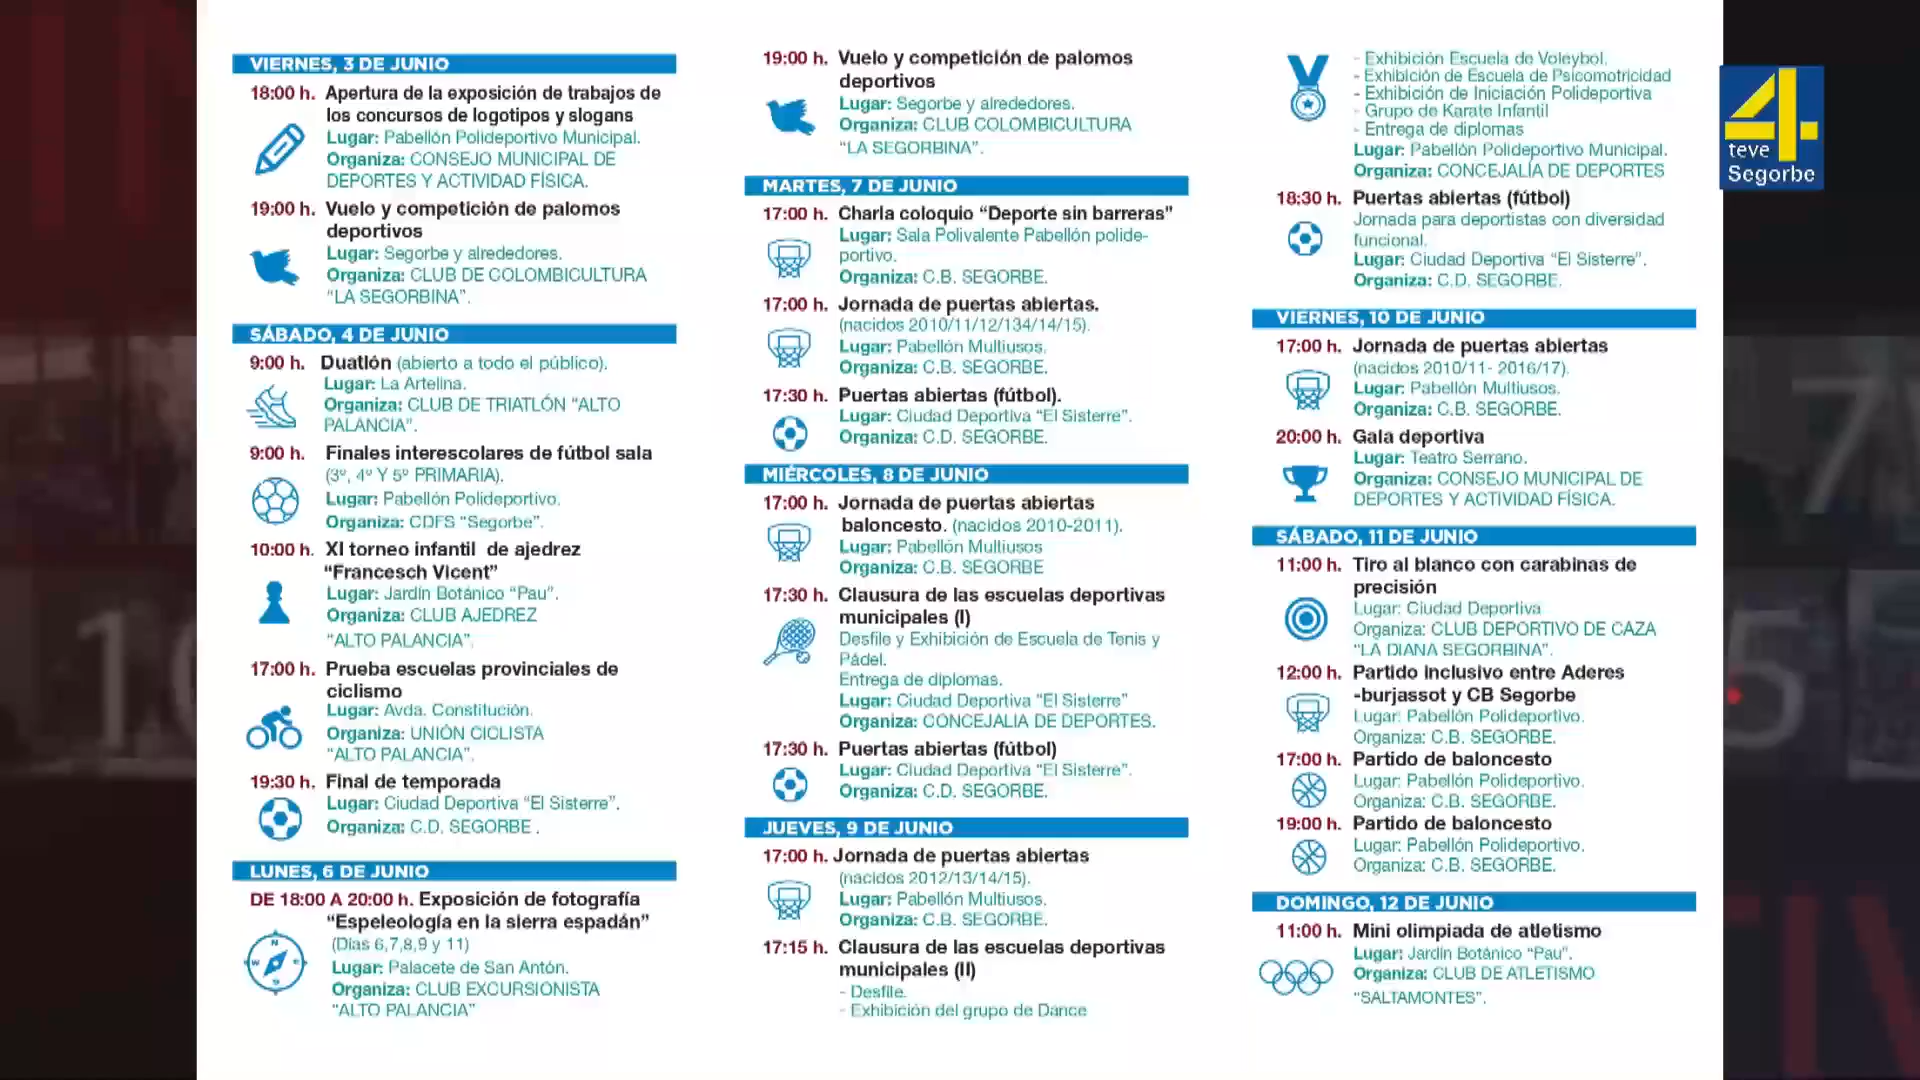 VIERNES, 3 DE JUNIO
18:00 h. Apertura de la exposición de trabajos de
los concursos de logotipos y slogans
Lugar: Pabellón Polideportivo Municipal.
Organiza: CONSEJO MUNICIPAL DE
DEPORTES Y ACTIVIDAD FÍSICA.
19:00 h. Vuelo y competición de palomos
deportivos
Lugar: Segorbe y alrededores.
Organiza: CLUB DE COLOMBICULTURA
“LA SEGORBINA”.
SÁBADO, 4 DE JUNIO
9:00 h. Duatlón (abierto a todo el público).
Lugar: La Artelina.
Organiza: CLUB DE TRIATLÓN “ALTO
PALANCIA”.
9:00 h. Finales interescolares de fútbol sala
(3º, 4º Y 5º PRIMARIA).
Lugar: Pabellón Polideportivo.
Organiza: CDFS “Segorbe”.
10:00 h. XI torneo infantil de ajedrez
“Francesch Vicent”
Lugar: Jardín Botánico “Pau”.
Organiza: CLUB AJEDREZ
“ALTO PALANCIA”.
17:00 h. Prueba escuelas provinciales de
ciclismo
Lugar: Avda. Constitución.
Organiza: UNIÓN CICLISTA
“ALTO PALANCIA”.
19:30 h. Final de temporada
Lugar: Ciudad Deportiva “El Sisterre”.
Organiza: C.D. SEGORBE .
LUNES, 6 DE JUNIO
DE 18:00 A 20:00 h. Exposición de fotografía
“Espeleología en la sierra espadán”
(Dias 6,7,8,9 y 11)
Lugar: Palacete de San Antón.
Organiza: CLUB EXCURSIONISTA
“ALTO PALANCIA”
19:00 h. Vuelo y competición de palomos
deportivos
Lugar: Segorbe y alrededores.
Organiza: CLUB COLOMBICULTURA
“LA SEGORBINA”.
MARTES, 7 DE JUNIO
17:00 h. Charla coloquio “Deporte sin barreras”
Lugar: Sala Polivalente Pabellón polide-
portivo.
Organiza: C.B. SEGORBE.
17:00 h. Jornada de puertas abiertas.
(nacidos 2010/11/12/134/14/15).
Lugar: Pabellón Multiusos.
Organiza: C.B. SEGORBE.
17:30 h. Puertas abiertas (fútbol).
Lugar: Ciudad Deportiva “El Sisterre”.
Organiza: C.D. SEGORBE.
MIÉRCOLES, 8 DE JUNIO
17:00 h. Jornada de puertas abiertas
baloncesto. (nacidos 2010-2011).
Lugar: Pabellón Multiusos
Organiza: C.B. SEGORBE
17:30 h. Clausura de las escuelas deportivas
municipales (I)
Desfile y Exhibición de Escuela de Tenis y
Pádel.
Entrega de diplomas.
Lugar: Ciudad Deportiva “El Sisterre”
Organiza: CONCEJALIA DE DEPORTES.
17:30 h. Puertas abiertas (fútbol)
Lugar: Ciudad Deportiva “El Sisterre”.
Organiza: C.D. SEGORBE.
JUEVES, 9 DE JUNIO
17:00 h. Jornada de puertas abiertas
(nacidos 2012/13/14/15).
Lugar: Pabellón Multiusos.
Organiza: C.B. SEGORBE.
17:15 h. Clausura de las escuelas deportivas
municipales (II)
- Desfile.
- Exhibición del grupo de Dance
- Exhibición Escuela de Voleybol.
- Exhibición de Escuela de Psicomotricidad
- Exhibición de Iniciación Polideportiva
- Grupo de Karate Infantil
- Entrega de diplomas
Lugar: Pabellón Polideportivo Municipal.
Organiza: CONCEJALÍA DE DEPORTES
18:30 h. Puertas abiertas (fútbol)
Jornada para deportistas con diversidad
funcional.
Lugar: Ciudad Deportiva “El Sisterre”.
Organiza: C.D. SEGORBE.
VIERNES, 10 DE JUNIO
17:00 h. Jornada de puertas abiertas
(nacidos 2010/11- 2016/17).
Lugar: Pabellón Multiusos.
Organiza: C.B. SEGORBE.
20:00 h. Gala deportiva
Lugar: Teatro Serrano.
Organiza: CONSEJO MUNICIPAL DE
DEPORTES Y ACTIVIDAD FÍSICA.
SÁBADO, 11 DE JUNIO
11:00 h. Tiro al blanco con carabinas de
precisión
Lugar: Ciudad Deportiva
Organiza: CLUB DEPORTIVO DE CAZA
“LA DIANA SEGORBINA”.
12:00 h. Partido inclusivo entre Aderes
-burjassot y CB Segorbe
Lugar: Pabellón Polideportivo.
Organiza: C.B. SEGORBE.
17:00 h. Partido de baloncesto
Lugar: Pabellón Polideportivo.
Organiza: C.B. SEGORBE.
19:00 h. Partido de baloncesto
Lugar: Pabellón Polideportivo.
Organiza: C.B. SEGORBE.
DOMINGO, 12 DE JUNIO
11:00 h. Mini olimpiada de atletismo
Lugar: Jardín Botánico “Pau”.
Organiza: CLUB DE ATLETISMO
“SALTAMONTES”.
4
teve
Segorbe